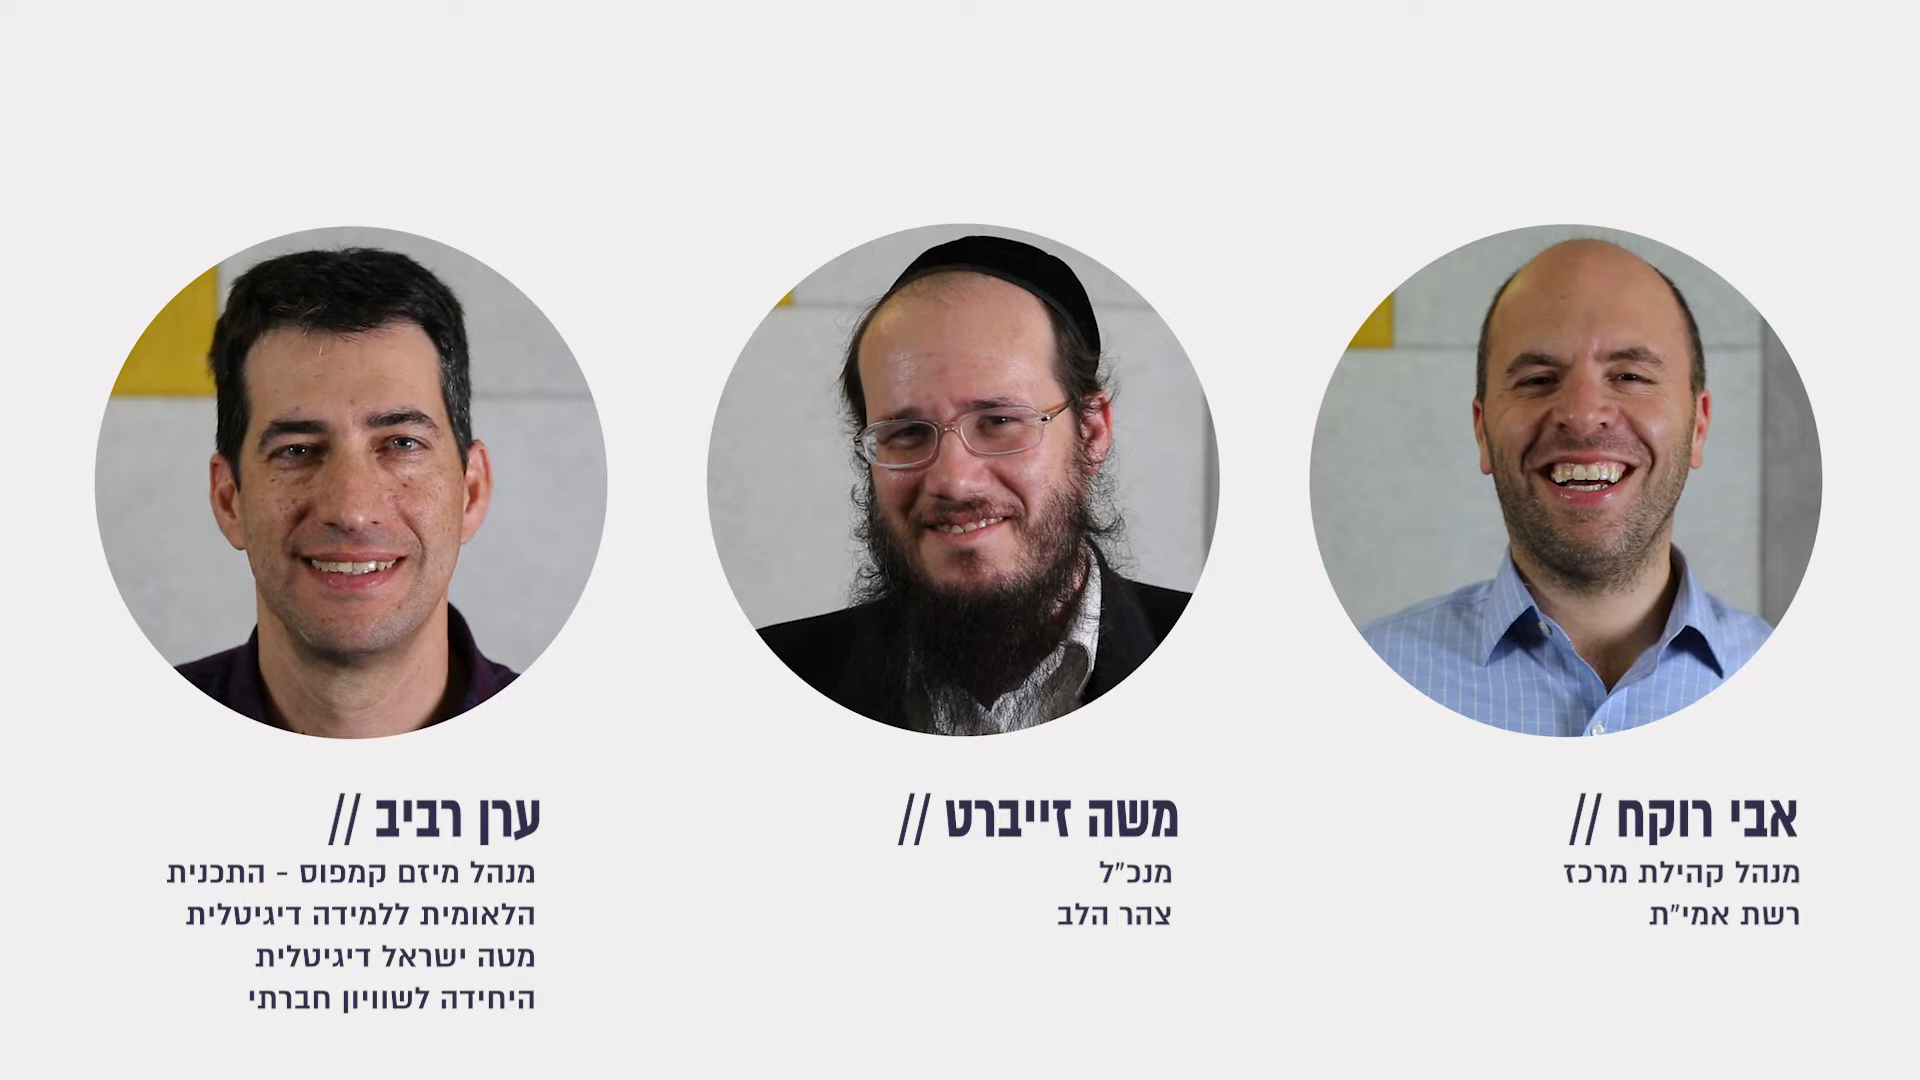 אבי רוקח //
מנהל קהילת מרכז
רשת אמי״ת
משה זייברט //
מנכ״ל
צהר הלב
ערן רביב //
מנהל מיזם קמפוס - התכנית
הלאומית ללמידה דיגיטלית
מטה ישראל דיגיטלית
היחידה לשוויון חברתי